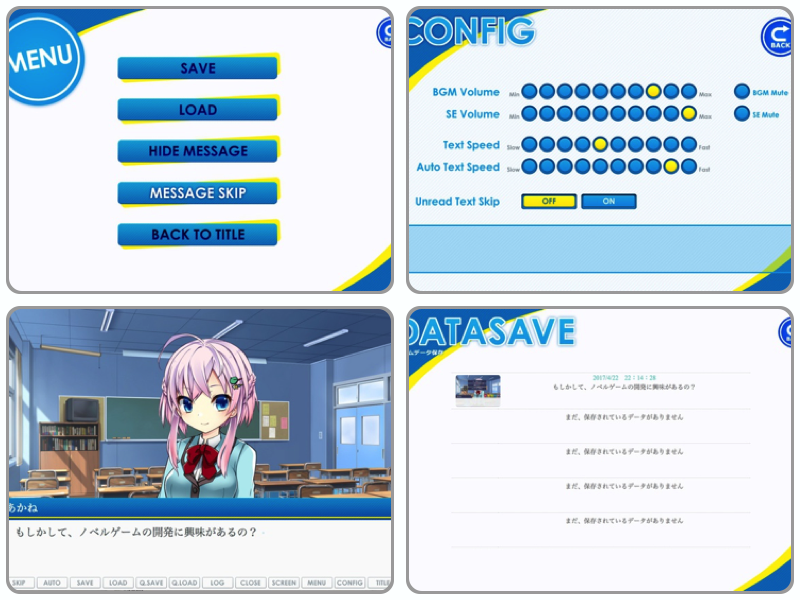 MENU
BA
SAVE
LOAD
HIDE MESSAGE
MESSAGE SKIP
BACK TO TITLE
CONFIG
BACK
BGM Volume Min Max BGM Mute
SE Volume Min Max SE Mute
Text Speed Slow Fast
Auto Text Speed Slow Fast
Unread Text Skip OFF ON
あかね
もしかして、ノベルゲームの開発に興味があるの？
SKIP AUTO SAVE LOAD Q.SAVE Q.LOAD LOG CLOSE SCREEN MENU CONFIG TITLE
DATASAVE
ムデータ保存
2017/4/22 22：14：28
もしかして、ノベルゲームの開発に興味があるの？
まだ、保存されているデータがありません
まだ、保存されているデータがありません
まだ、保存されているデータがありません
まだ、保存されているデータがありません